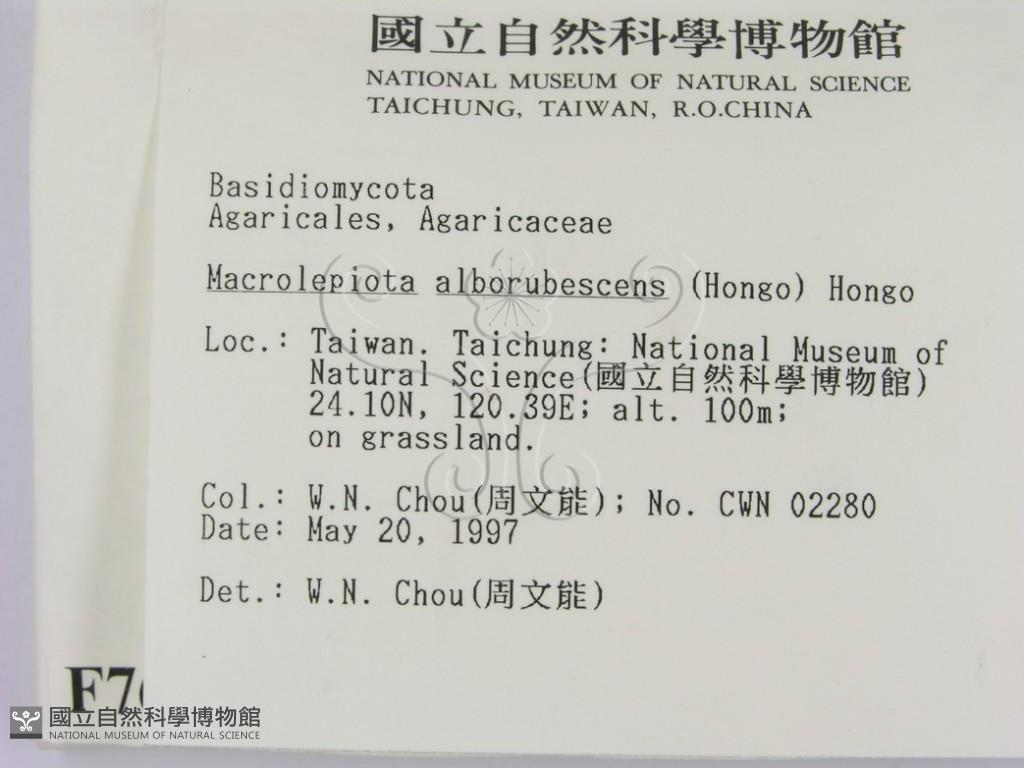 國立自然科學博物館
NATIONAL MUSEUM OF NATURAL SCIENCE
TAICHUNG, TAIWAN, R.O.CHINA
Basidiomycota
Agaricales, Agaricaceae
Macrolepiota alborubescens (Hongo) Hongo
Loc.: Taiwan. Taichung: National Museum of
Natural Science(國立自然科學博物館)
24.10N, 120.39E; alt. 100m;
on grassland.
Col.: W.N. Chou(周文能); No. CWN 02280
Date: May 20, 1997
Det.: W.N. Chou(周文能)
國立自然科學博物館
NATIONAL MUSEUM OF NATURAL SCIENCE